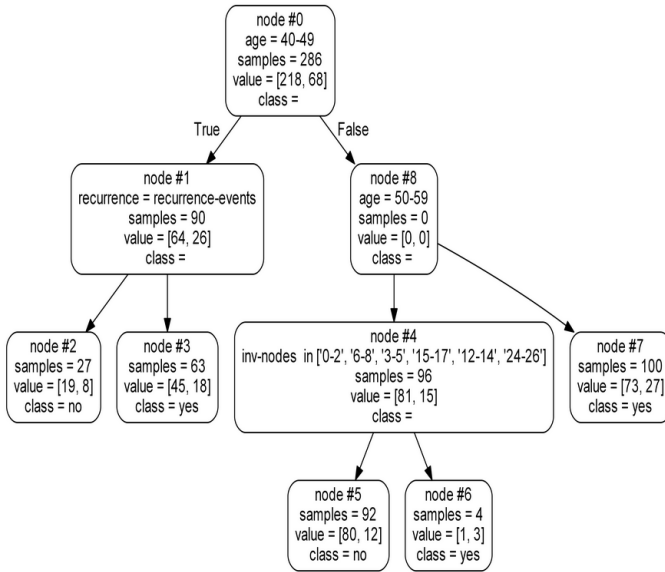 node #0
age = 40-49
samples = 286
value = [218, 68]
class =
True
False
node #1
recurrence = recurrence-events
samples = 90
value = [64, 26]
class =
node #8
age = 50-59
samples = 0
value = [0, 0]
class =
node #2
samples = 27
value = [19, 8]
class = no
node #3
samples = 63
value = [45, 18]
class = yes
node #4
inv-nodes in ['0-2', '6-8', '3-5', '15-17', '12-14', '24-26']
samples = 96
value = [81, 15]
class =
node #7
samples = 100
value = [73, 27]
class = yes
node #5
samples = 92
value = [80, 12]
class = no
node #6
samples = 4
value = [1, 3]
class = yes